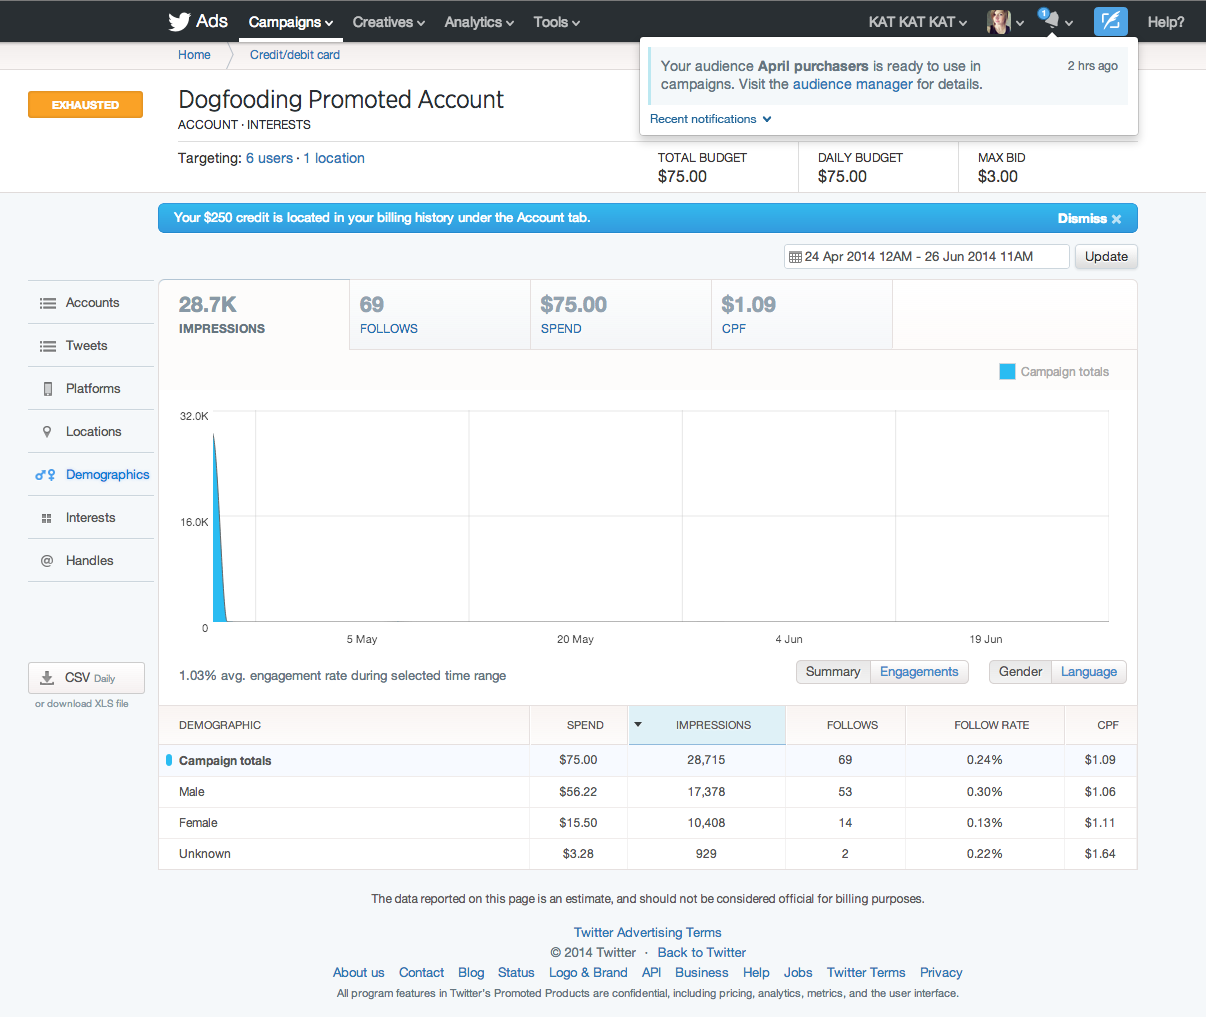 Ads Campaigns Creatives Analytics Tools KAT KAT KAT 1 Help?
Home Credit/debit card
Your audience April purchasers is ready to use in 2 hrs ago
campaigns. Visit the audience manager for details.
Recent notifications
EXHAUSTED
Dogfooding Promoted Account
ACCOUNT · INTERESTS
Targeting: 6 users · 1 location
TOTAL BUDGET DAILY BUDGET MAX BID
$75.00 $75.00 $3.00
Your $250 credit is located in your billing history under the Account tab. Dismiss ×
24 Apr 2014 12AM - 26 Jun 2014 11AM Update
Accounts
Tweets
Platforms
Locations
Demographics
Interests
@ Handles
CSV Daily
or download XLS file
28.7K 69 $75.00 $1.09
IMPRESSIONS FOLLOWS SPEND CPF
Campaign totals
32.0K
16.0K
0
5 May 20 May 4 Jun 19 Jun
1.03% avg. engagement rate during selected time range Summary Engagements Gender Language
DEMOGRAPHIC SPEND IMPRESSIONS FOLLOWS FOLLOW RATE CPF
Campaign totals $75.00 28,715 69 0.24% $1.09
Male $56.22 17,378 53 0.30% $1.06
Female $15.50 10,408 14 0.13% $1.11
Unknown $3.28 929 2 0.22% $1.64
The data reported on this page is an estimate, and should not be considered official for billing purposes.
Twitter Advertising Terms
© 2014 Twitter · Back to Twitter
About us Contact Blog Status Logo & Brand API Business Help Jobs Twitter Terms Privacy
All program features in Twitter's Promoted Products are confidential, including pricing, analytics, metrics, and the user interface.